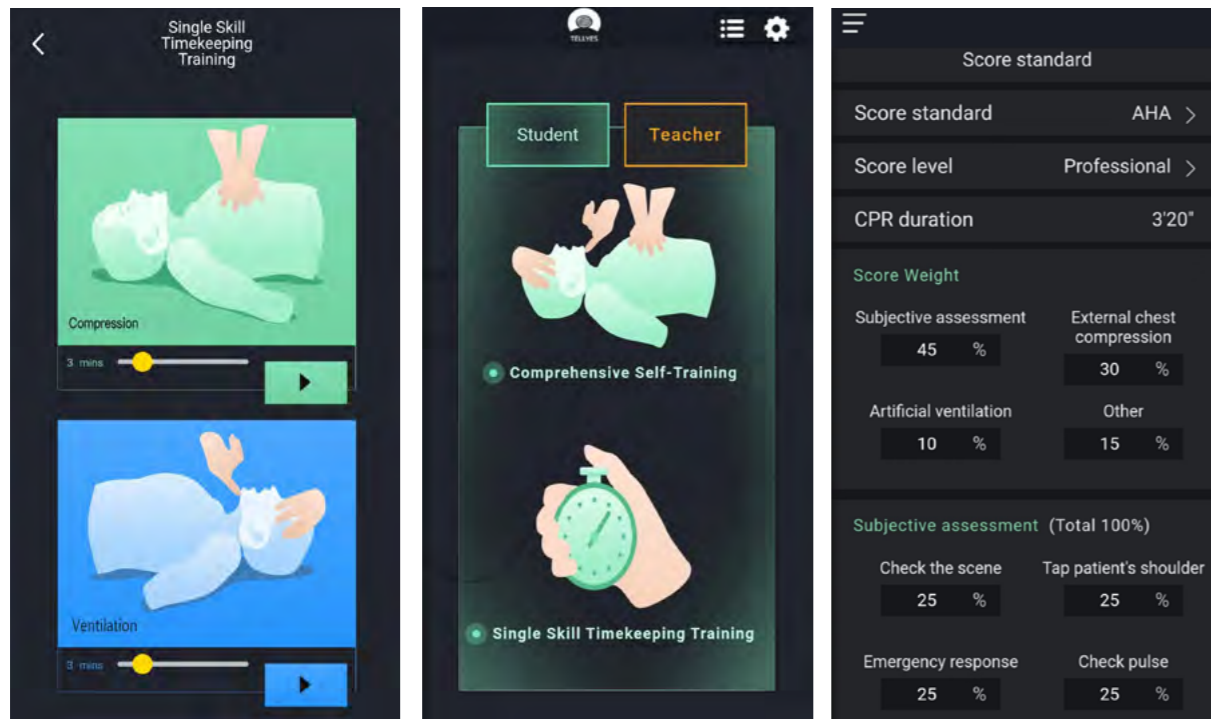 Single Skill
Timekeeping
Training
Compression
3 mins
Ventilation
3 mins
TELLYES
Student
Teacher
Comprehensive Self-Training
Single Skill Timekeeping Training
Score standard
Score standard AHA >
Score level Professional >
CPR duration 3'20"
Score Weight
Subjective assessment
45 %
External chest
compression
30 %
Artificial ventilation
10 %
Other
15 %
Subjective assessment (Total 100%)
Check the scene
25 %
Tap patient's shoulder
25 %
Emergency response
25 %
Check pulse
25 %